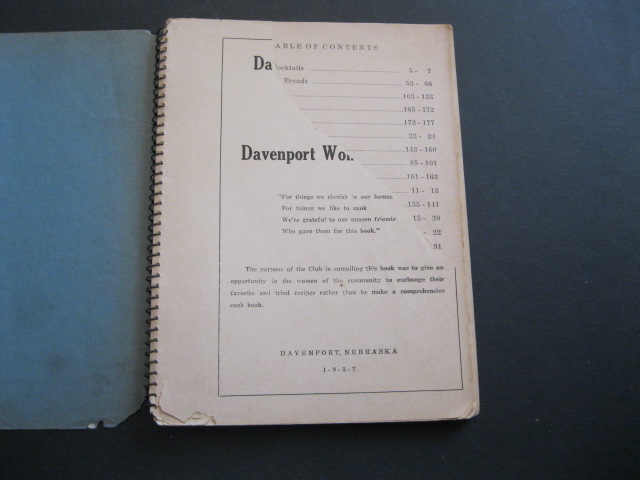 ABLE OF CONTENTS
Da
ocktails 5 - 7
Breads 53 - 66
103 - 133
165 - 172
173 - 177
23 - 24
143 - 160
Davenport Wo
85 - 101
161 - 163
11 - 13
"For things we cherish in our homes
135 - 141
For things we like to cook
15 - 20
We're grateful to our unseen friends
Who gave them for this book."
- 22
91
The purpose of the Club in compiling this book was to give an
opportunity to the women of the community to exchange their
favorite and tried recipes rather than to make a comprehensive
cook book.
DAVENPORT, NEBRASKA
1-9-3-7